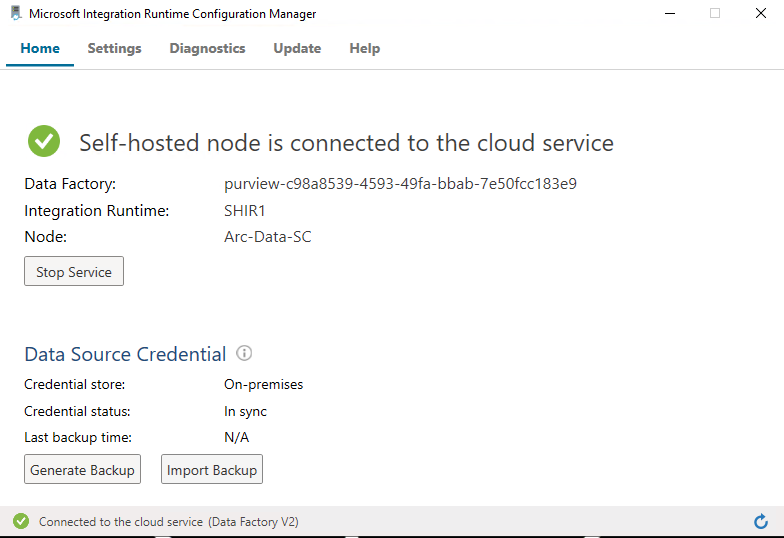 Microsoft Integration Runtime Configuration Manager
Home Settings Diagnostics Update Help
Self-hosted node is connected to the cloud service
Data Factory: purview-c98a8539-4593-49fa-bbab-7e50fcc183e9
Integration Runtime: SHIR1
Node: Arc-Data-SC
Stop Service
Data Source Credential
Credential store: On-premises
Credential status: In sync
Last backup time: N/A
Generate Backup Import Backup
Connected to the cloud service (Data Factory V2)